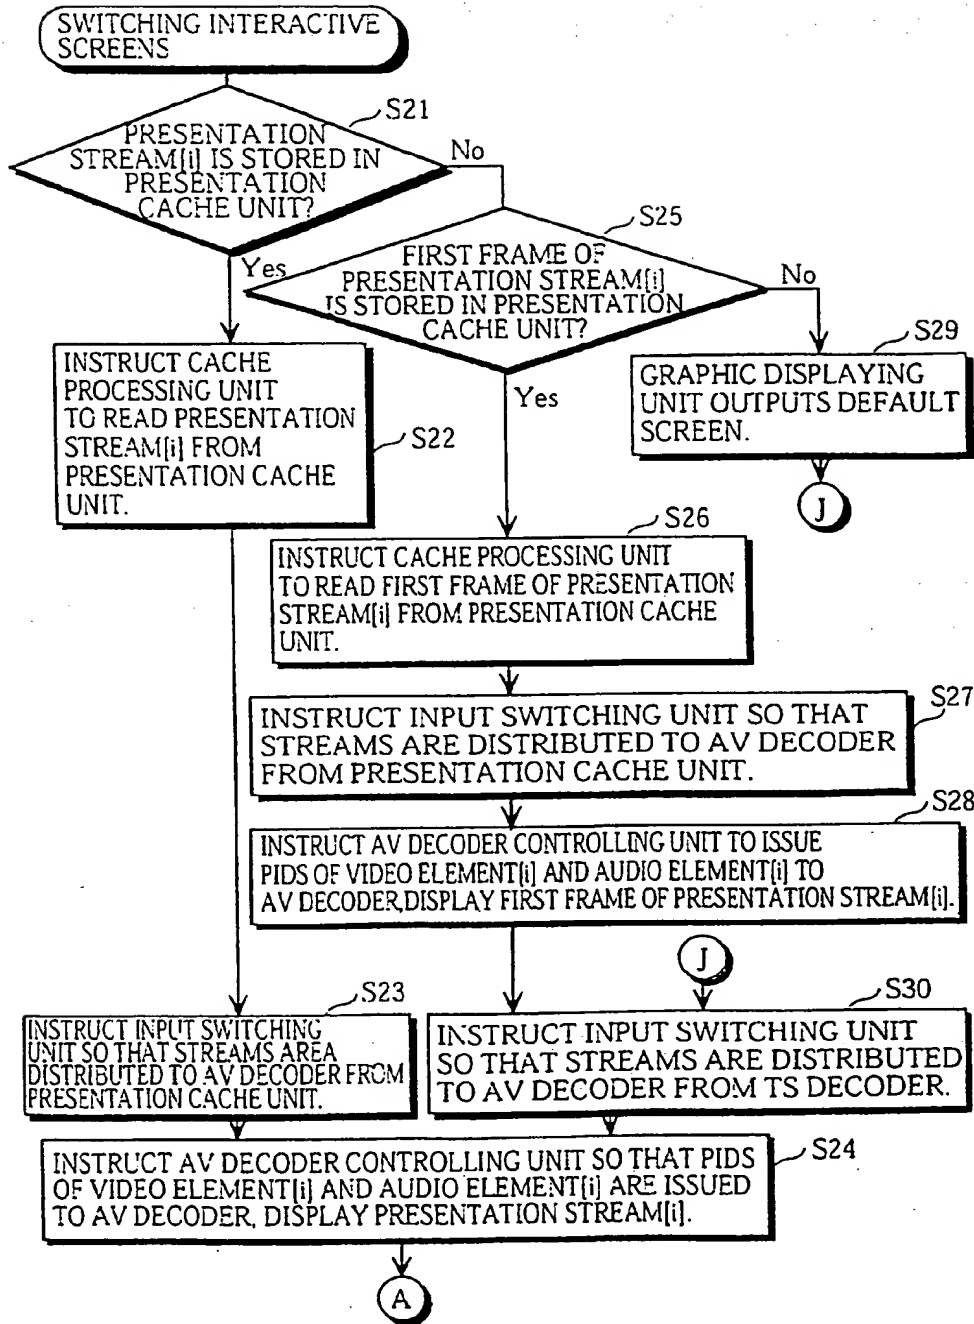 SWITCHING INTERACTIVE
SCREENS
S21
PRESENTATION
STREAM[i] IS STORED IN
PRESENTATION
CACHE UNIT?
No
Yes
S25
FIRST FRAME OF
PRESENTATION STREAM[i]
IS STORED IN PRESENTATION
CACHE UNIT?
No
Yes
S29
GRAPHIC DISPLAYING
UNIT OUTPUTS DEFAULT
SCREEN.
J
INSTRUCT CACHE
PROCESSING UNIT
TO READ PRESENTATION
STREAM[i] FROM
PRESENTATION CACHE
UNIT.
S22
S26
INSTRUCT CACHE PROCESSING UNIT
TO READ FIRST FRAME OF PRESENTATION
STREAM[i] FROM PRESENTATION CACHE
UNIT.
S27
INSTRUCT INPUT SWITCHING UNIT SO THAT
STREAMS ARE DISTRIBUTED TO AV DECODER
FROM PRESENTATION CACHE UNIT.
S28
INSTRUCT AV DECODER CONTROLLING UNIT TO ISSUE
PIDS OF VIDEO ELEMENT[i] AND AUDIO ELEMENT[i] TO
AV DECODER,DISPLAY FIRST FRAME OF PRESENTATION STREAM[i].
J
S23
INSTRUCT INPUT SWITCHING
UNIT SO THAT STREAMS AREA
DISTRIBUTED TO AV DECODER FROM
PRESENTATION CACHE UNIT.
S30
INSTRUCT INPUT SWITCHING UNIT
SO THAT STREAMS ARE DISTRIBUTED
TO AV DECODER FROM TS DECODER.
S24
INSTRUCT AV DECODER CONTROLLING UNIT SO THAT PIDS
OF VIDEO ELEMENT[i] AND AUDIO ELEMENT[i] ARE ISSUED
TO AV DECODER, DISPLAY PRESENTATION STREAM[i].
A